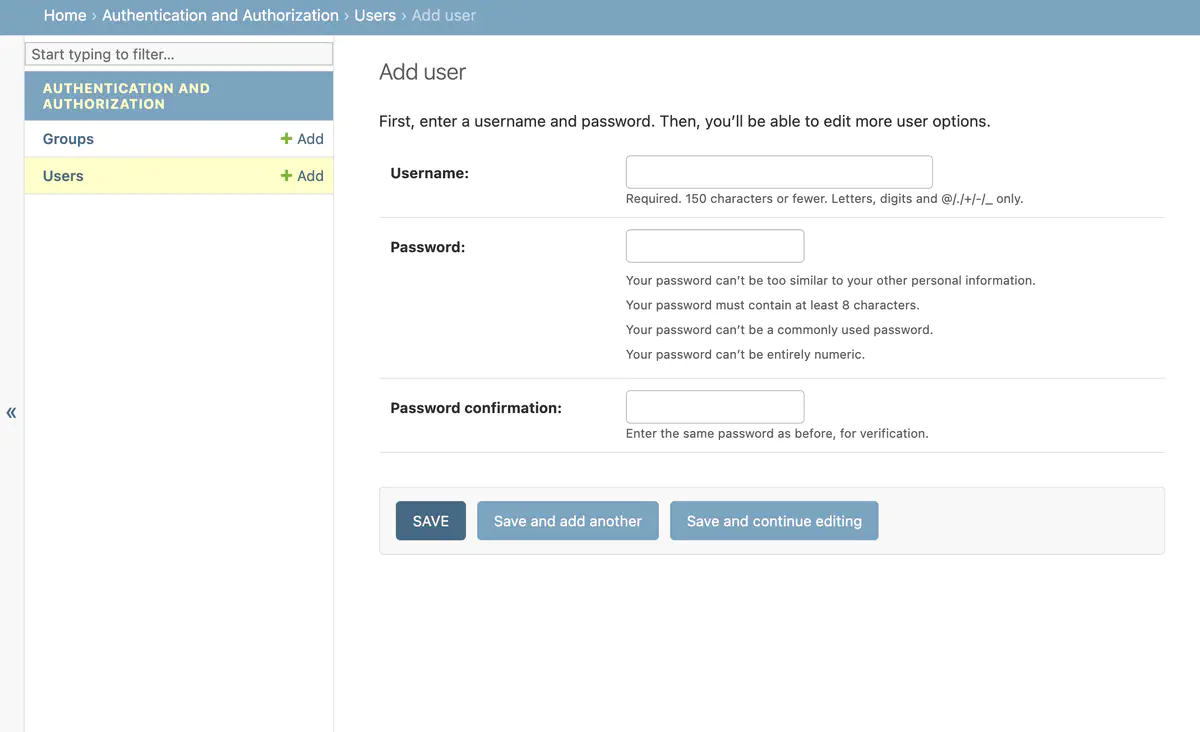 Home › Authentication and Authorization › Users › Add user
Start typing to filter...
AUTHENTICATION AND
AUTHORIZATION
Groups + Add
Users + Add
«
Add user
First, enter a username and password. Then, you’ll be able to edit more user options.
Username:
Required. 150 characters or fewer. Letters, digits and @/./+/-/_ only.
Password:
Your password can’t be too similar to your other personal information.
Your password must contain at least 8 characters.
Your password can’t be a commonly used password.
Your password can’t be entirely numeric.
Password confirmation:
Enter the same password as before, for verification.
SAVE Save and add another Save and continue editing